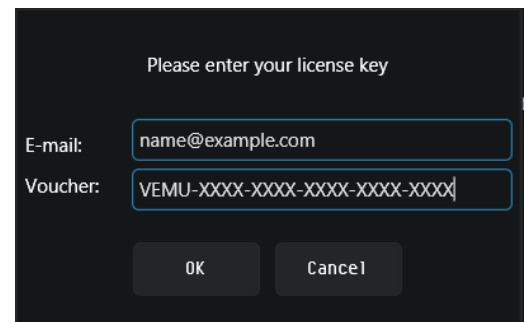 Please enter your license key
E-mail: name@example.com
Voucher: VEMU-XXXX-XXXX-XXXX-XXXX-XXXX
OK Cancel